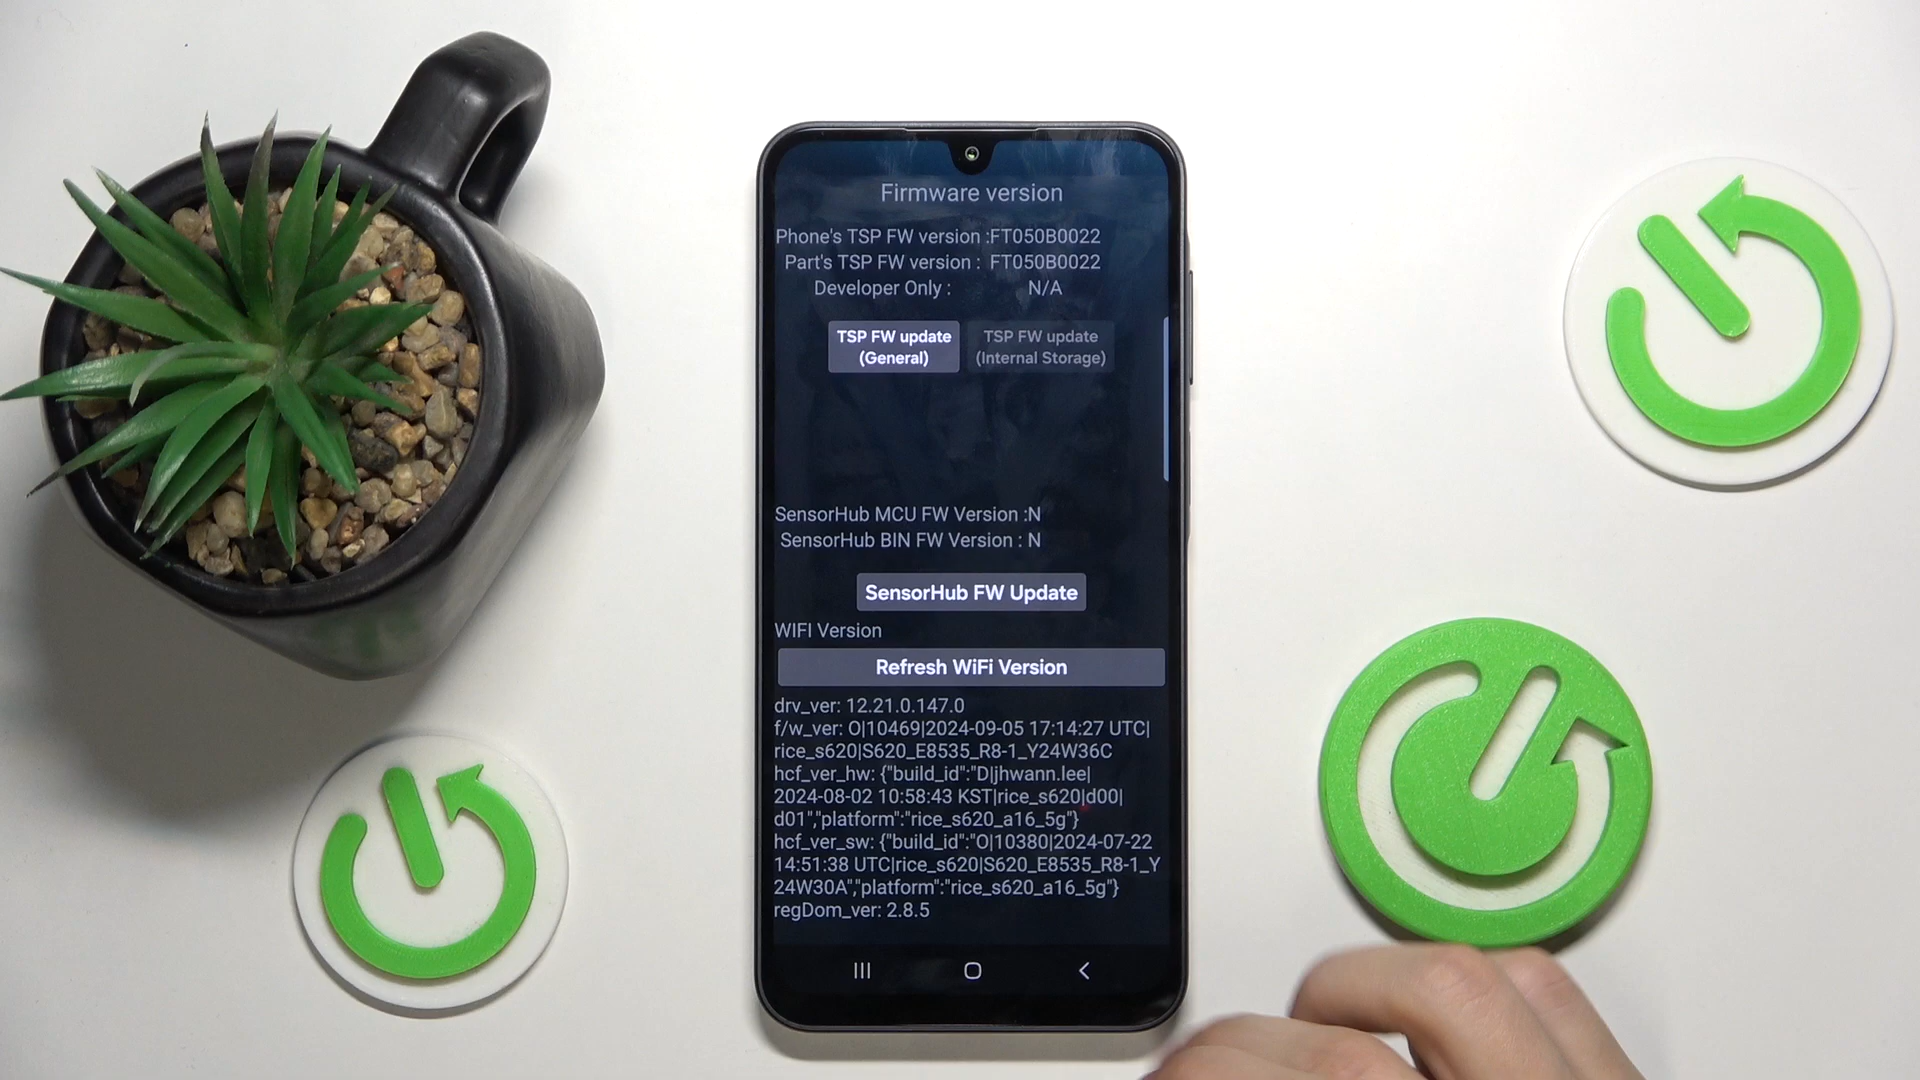 Firmware version
Phone's TSP FW version :FT050B0022
Part's TSP FW version : FT050B0022
Developer Only : N/A
TSP FW update
(General)
TSP FW update
(Internal Storage)
SensorHub MCU FW Version :N
SensorHub BIN FW Version : N
SensorHub FW Update
WIFI Version
Refresh WiFi Version
drv_ver: 12.21.0.147.0
f/w_ver: O|10469|2024-09-05 17:14:27 UTC|
rice_s620|S620_E8535_R8-1_Y24W36C
hcf_ver_hw: {"build_id":"D|jhwann.lee|
2024-08-02 10:58:43 KST|rice_s620|d00|
d01","platform":"rice_s620_a16_5g"}
hcf_ver_sw: {"build_id":"O|10380|2024-07-22
14:51:38 UTC|rice_s620|S620_E8535_R8-1_Y
24W30A","platform":"rice_s620_a16_5g"}
regDom_ver: 2.8.5